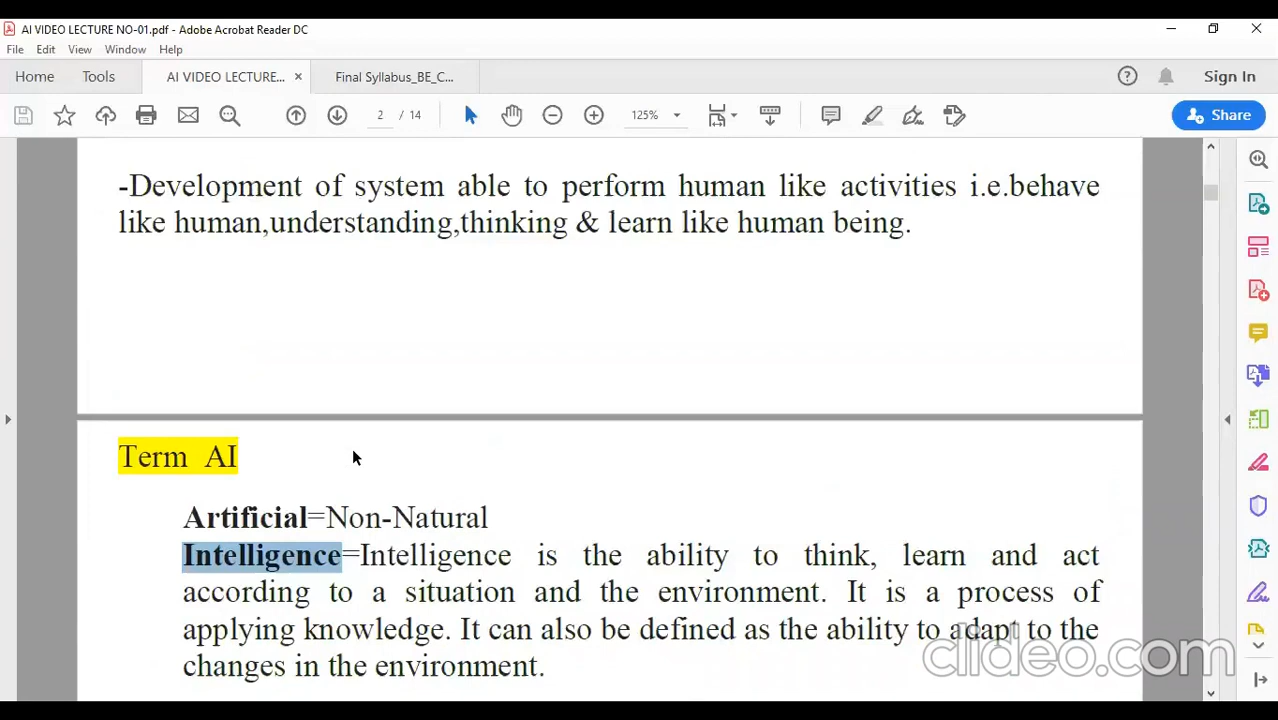 AI VIDEO LECTURE NO-01.pdf - Adobe Acrobat Reader DC
File Edit View Window Help
Home Tools AI VIDEO LECTURE... × Final Syllabus_BE_C... Sign In
2 / 14 125% Share
-Development of system able to perform human like activities i.e.behave
like human,understanding,thinking & learn like human being.
Term AI
Artificial=Non-Natural
Intelligence=Intelligence is the ability to think, learn and act
according to a situation and the environment. It is a process of
applying knowledge. It can also be defined as the ability to adapt to the
changes in the environment.
clideo.com